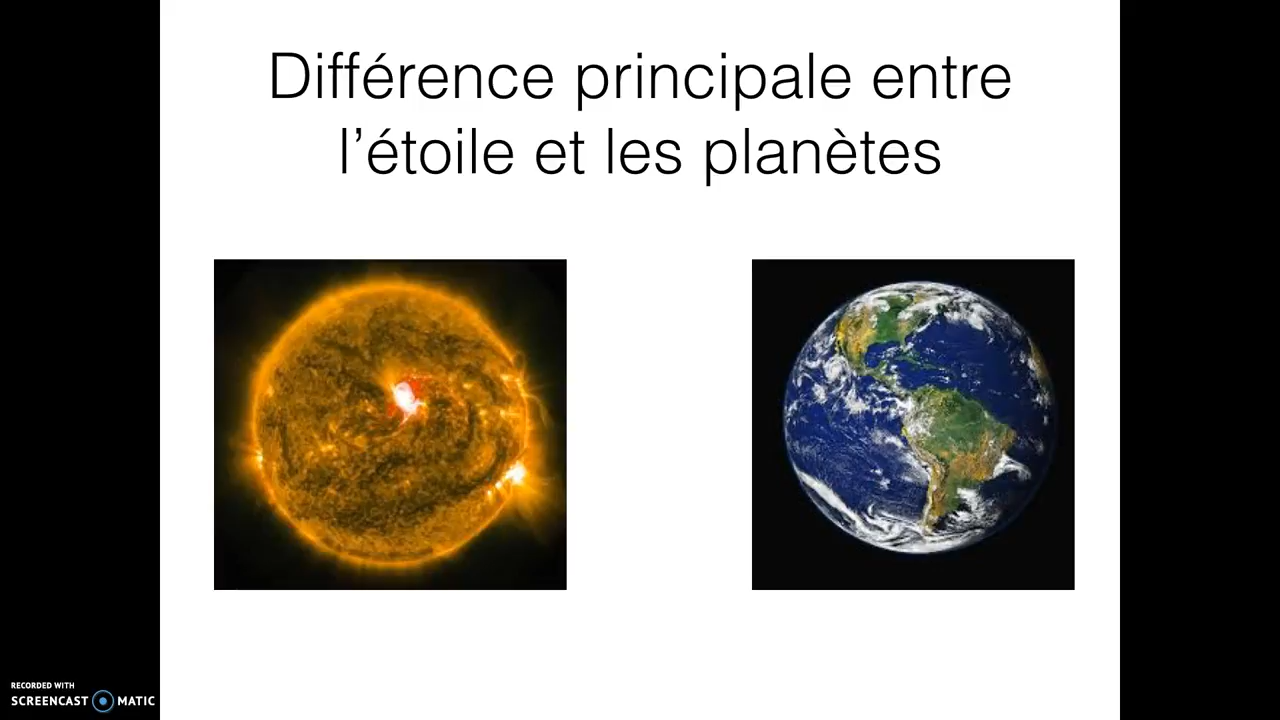 Différence principale entre
l’étoile et les planètes
RECORDED WITH
SCREENCAST MATIC